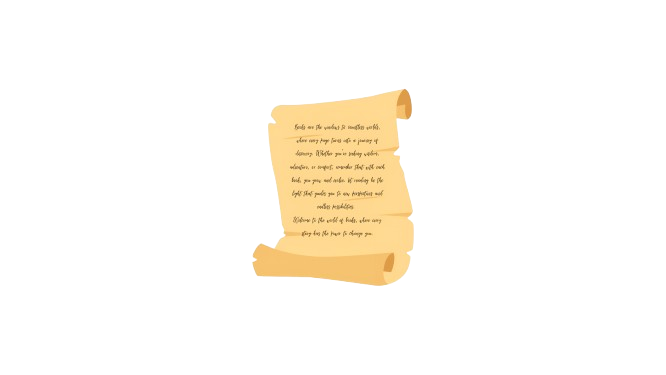 Books are the windows to countless worlds,
where every page turns into a journey of
discovery. Whether you're seeking wisdom,
adventure, or comfort, remember that with each
book, you grow and evolve. Let reading be the
light that guides you to new perspectives and
endless possibilities.
Welcome to the world of books, where every
story has the power to change you.